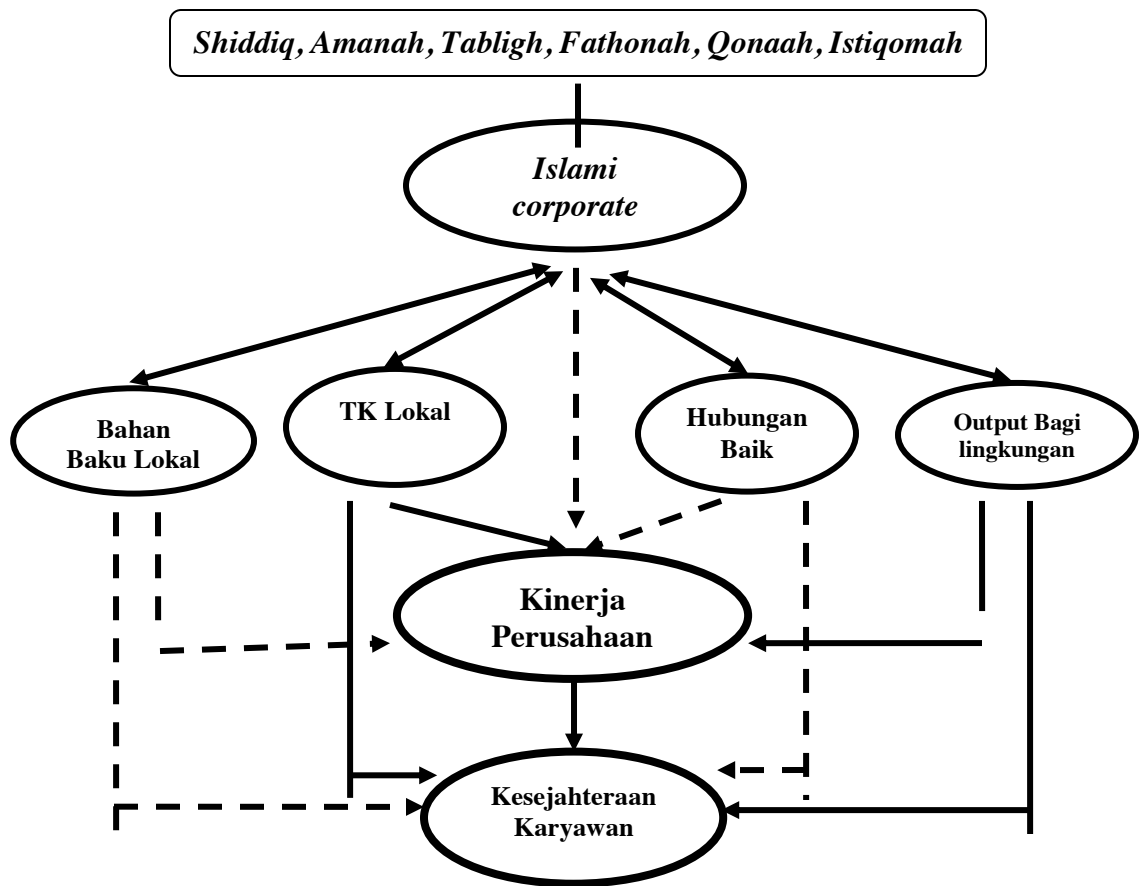 Shiddiq, Amanah, Tabligh, Fathonah, Qonaah, Istiqomah
Islami
corporate
Bahan
Baku Lokal
TK Lokal
Hubungan
Baik
Output Bagi
lingkungan
Kinerja
Perusahaan
Kesejahteraan
Karyawan